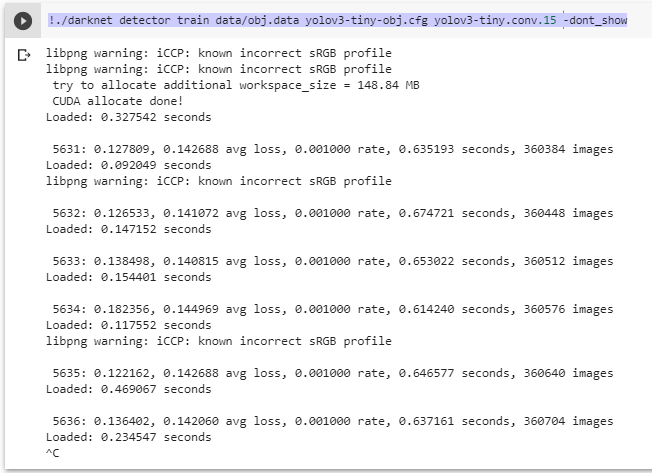 !./darknet detector train data/obj.data yolov3-tiny-obj.cfg yolov3-tiny.conv.15 -dont_show
libpng warning: iCCP: known incorrect sRGB profile
libpng warning: iCCP: known incorrect sRGB profile
try to allocate additional workspace_size = 148.84 MB
CUDA allocate done!
Loaded: 0.327542 seconds
5631: 0.127809, 0.142688 avg loss, 0.001000 rate, 0.635193 seconds, 360384 images
Loaded: 0.092049 seconds
libpng warning: iCCP: known incorrect sRGB profile
5632: 0.126533, 0.141072 avg loss, 0.001000 rate, 0.674721 seconds, 360448 images
Loaded: 0.147152 seconds
5633: 0.138498, 0.140815 avg loss, 0.001000 rate, 0.653022 seconds, 360512 images
Loaded: 0.154401 seconds
5634: 0.182356, 0.144969 avg loss, 0.001000 rate, 0.614240 seconds, 360576 images
Loaded: 0.117552 seconds
libpng warning: iCCP: known incorrect sRGB profile
5635: 0.122162, 0.142688 avg loss, 0.001000 rate, 0.646577 seconds, 360640 images
Loaded: 0.469067 seconds
5636: 0.136402, 0.142060 avg loss, 0.001000 rate, 0.637161 seconds, 360704 images
Loaded: 0.234547 seconds
^C